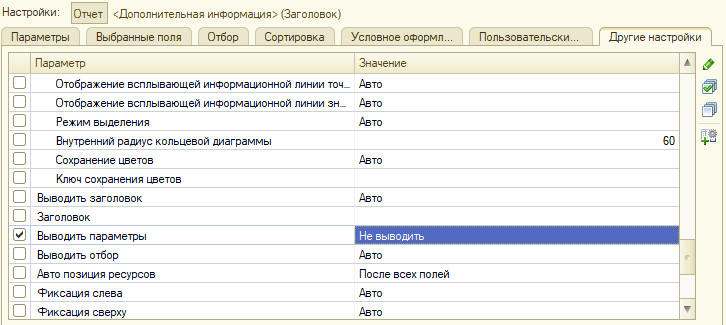 Настройки: Отчет <Дополнительная информация> (Заголовок)
Параметры Выбранные поля Отбор Сортировка Условное оформл... Пользовательски... Другие настройки
Параметр Значение
Отображение всплывающей информационной линии точ... Авто
Отображение всплывающей информационной линии зн... Авто
Режим выделения Авто
Внутренний радиус кольцевой диаграммы 60
Сохранение цветов Авто
Ключ сохранения цветов
Выводить заголовок Авто
Заголовок
Выводить параметры Не выводить
Выводить отбор Авто
Авто позиция ресурсов После всех полей
Фиксация слева Авто
Фиксация сверху Авто